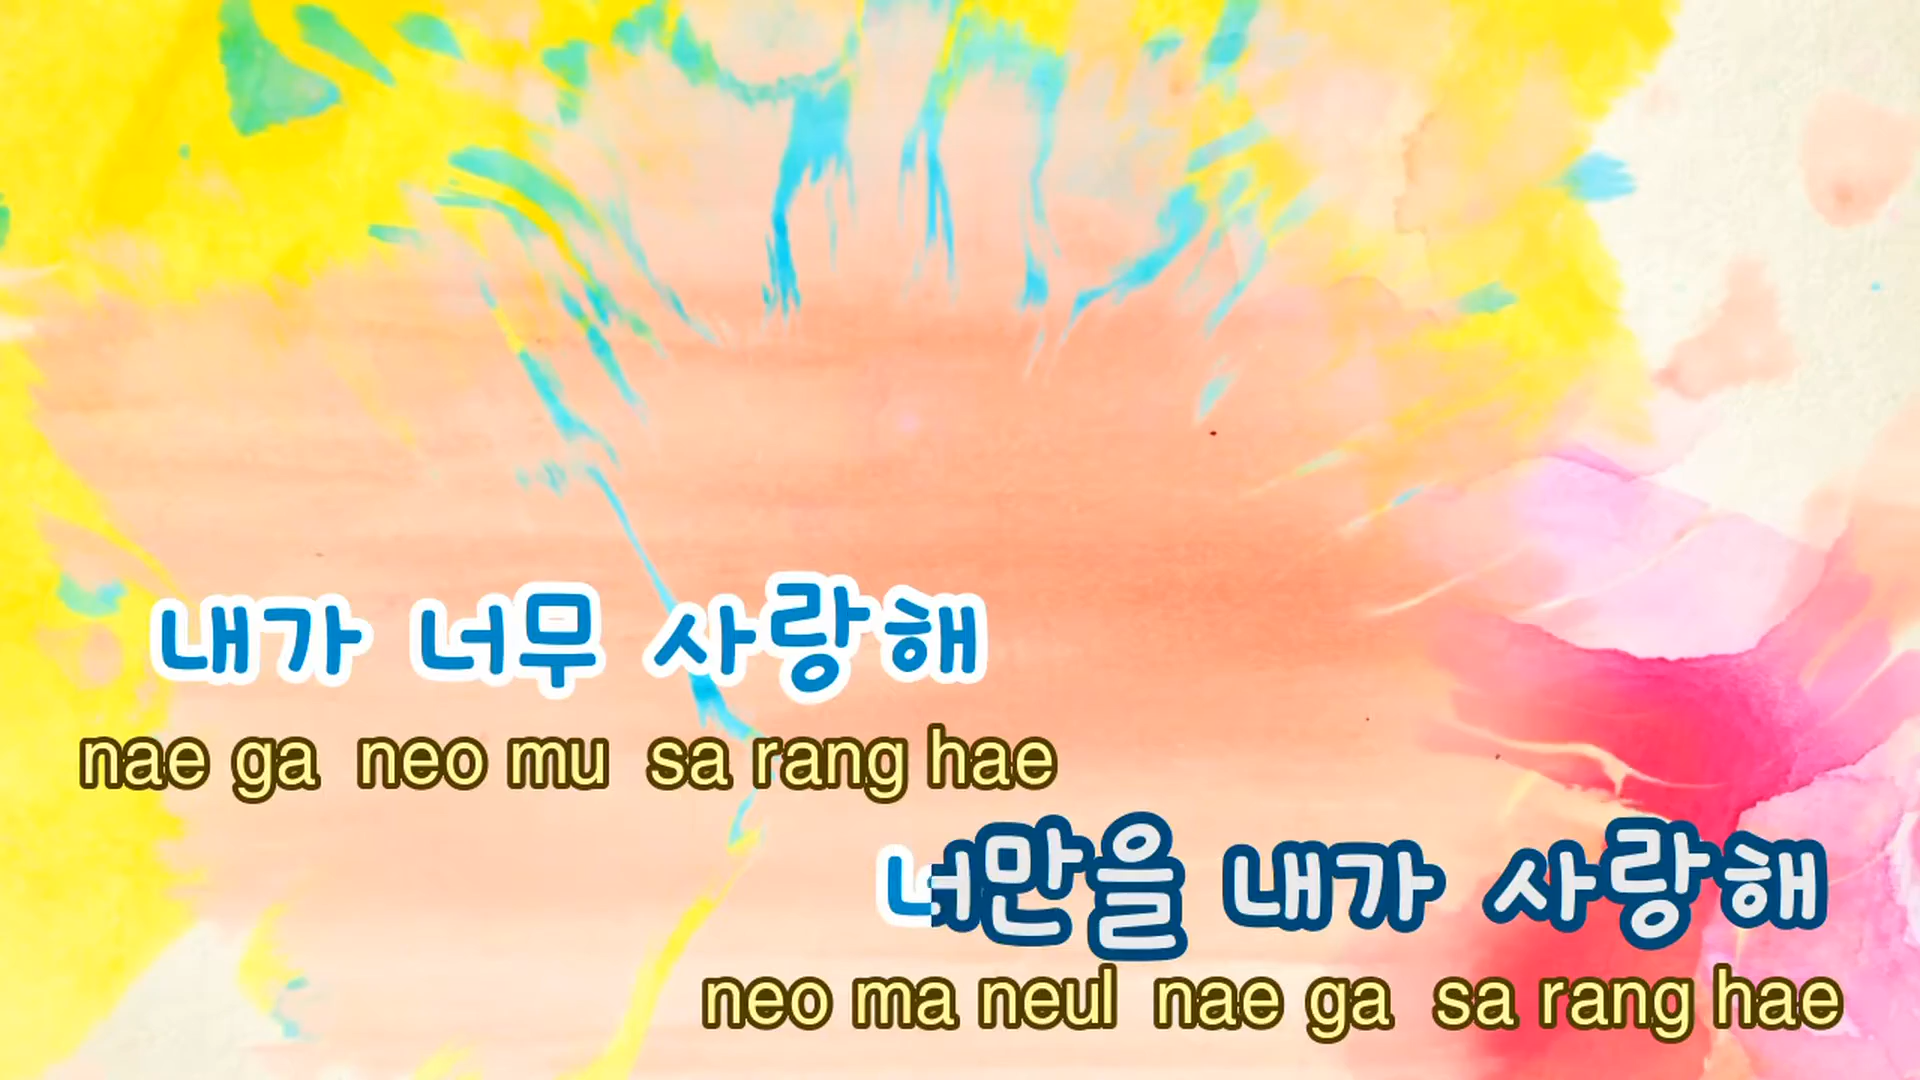 내가 너무 사랑해
nae ga neo mu sa rang hae
너만을 내가 사랑해
neo ma neul nae ga sa rang hae